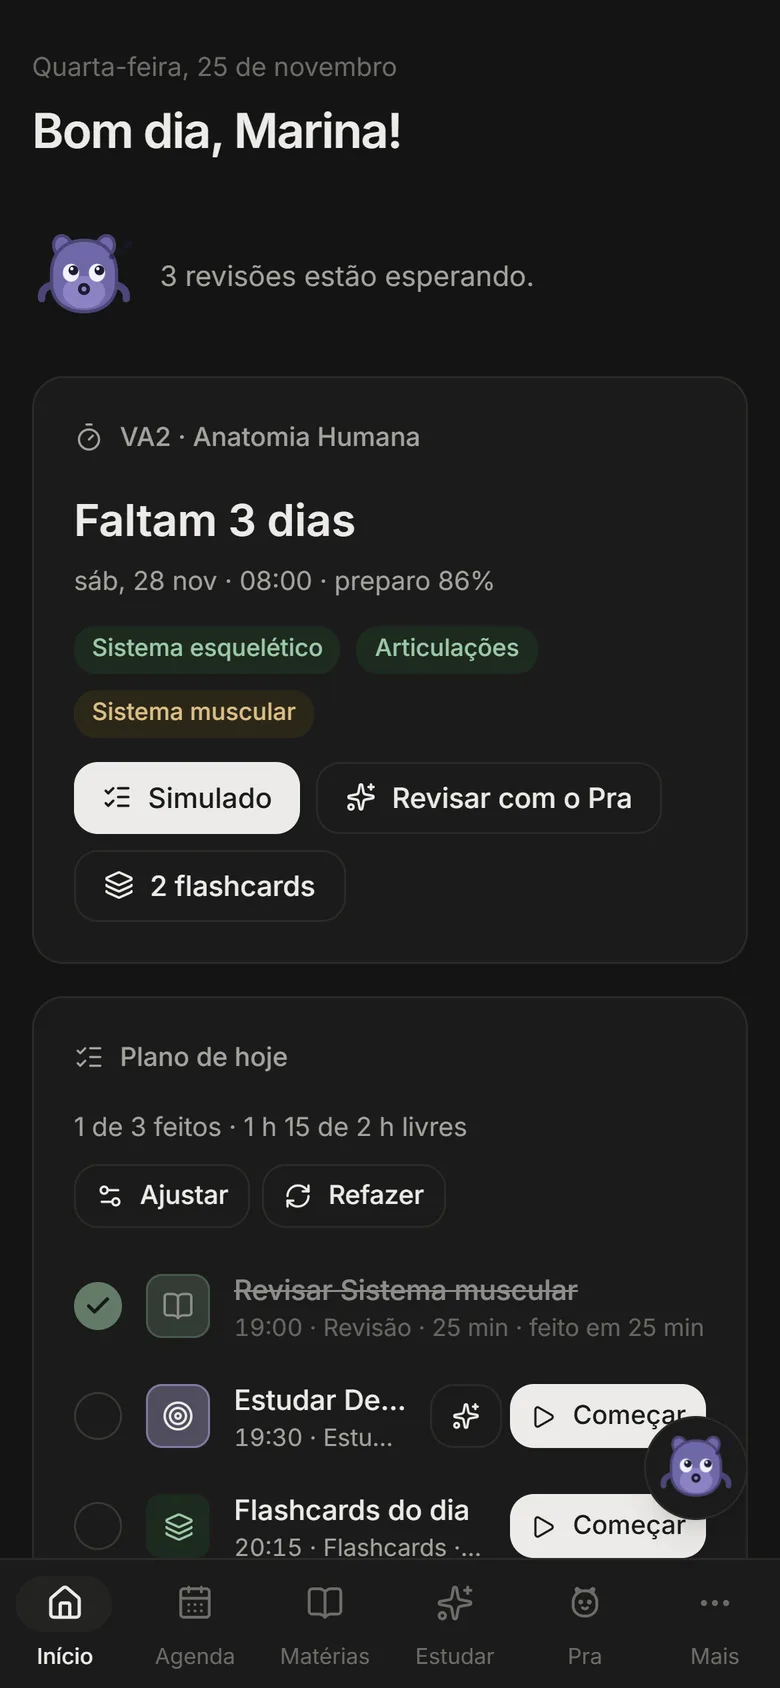 Quarta-feira, 25 de novembro
Bom dia, Marina!
3 revisões estão esperando.
VA2 · Anatomia Humana
Faltam 3 dias
sáb, 28 nov · 08:00 · preparo 86%
Sistema esquelético
Articulações
Sistema muscular
Simulado
Revisar com o Pra
2 flashcards
Plano de hoje
1 de 3 feitos · 1 h 15 de 2 h livres
Ajustar
Refazer
Revisar Sistema muscular
19:00 · Revisão · 25 min · feito em 25 min
Estudar De...
19:30 · Estu...
Começar
Flashcards do dia
20:15 · Flashcards ·...
Começar
Início
Agenda
Matérias
Estudar
Pra
Mais